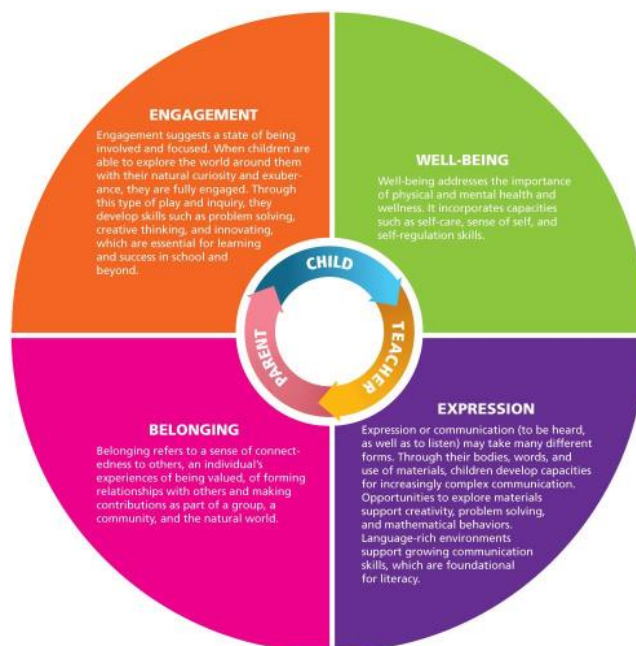 ENGAGEMENT
Engagement suggests a state of being
involved and focused. When children are
able to explore the world around them
with their natural curiosity and exuber-
ance, they are fully engaged. Through
this type of play and inquiry, they
develop skills such as problem solving,
creative thinking, and innovating,
which are essential for learning
and success in school and
beyond.
WELL-BEING
Well-being addresses the importance
of physical and mental health and
wellness. It incorporates capacities
such as self-care, sense of self, and
self-regulation skills.
CHILD
TEACHER
PARENT
BELONGING
Belonging refers to a sense of connect-
edness to others, an individual's
experiences of being valued, of forming
relationships with others and making
contributions as part of a group, a
community, and the natural world.
EXPRESSION
Expression or communication (to be heard,
as well as to listen) may take many different
forms. Through their bodies, words, and
use of materials, children develop capacities
for increasingly complex communication.
Opportunities to explore materials
support creativity, problem solving,
and mathematical behaviors.
Language-rich environments
support growing communication
skills, which are foundational
for literacy.